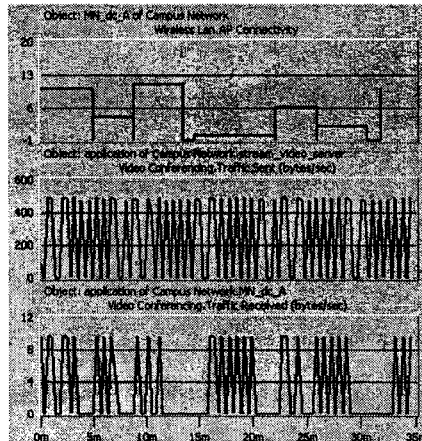 Object: MN_dc_A of Campus Network
Wireless Lan.AP Connectivity
20
13
6
-1
Object: application of Campus Network.stream_Video_server
Video Conferencing.Traffic Sent (bytes/sec)
600
400
200
0
Object: application of Campus Network.MN_dc_A
Video Conferencing.Traffic Received (bytes/sec)
12
8
4
0
0m 5m 10m 15m 20m 25m 30m 35m